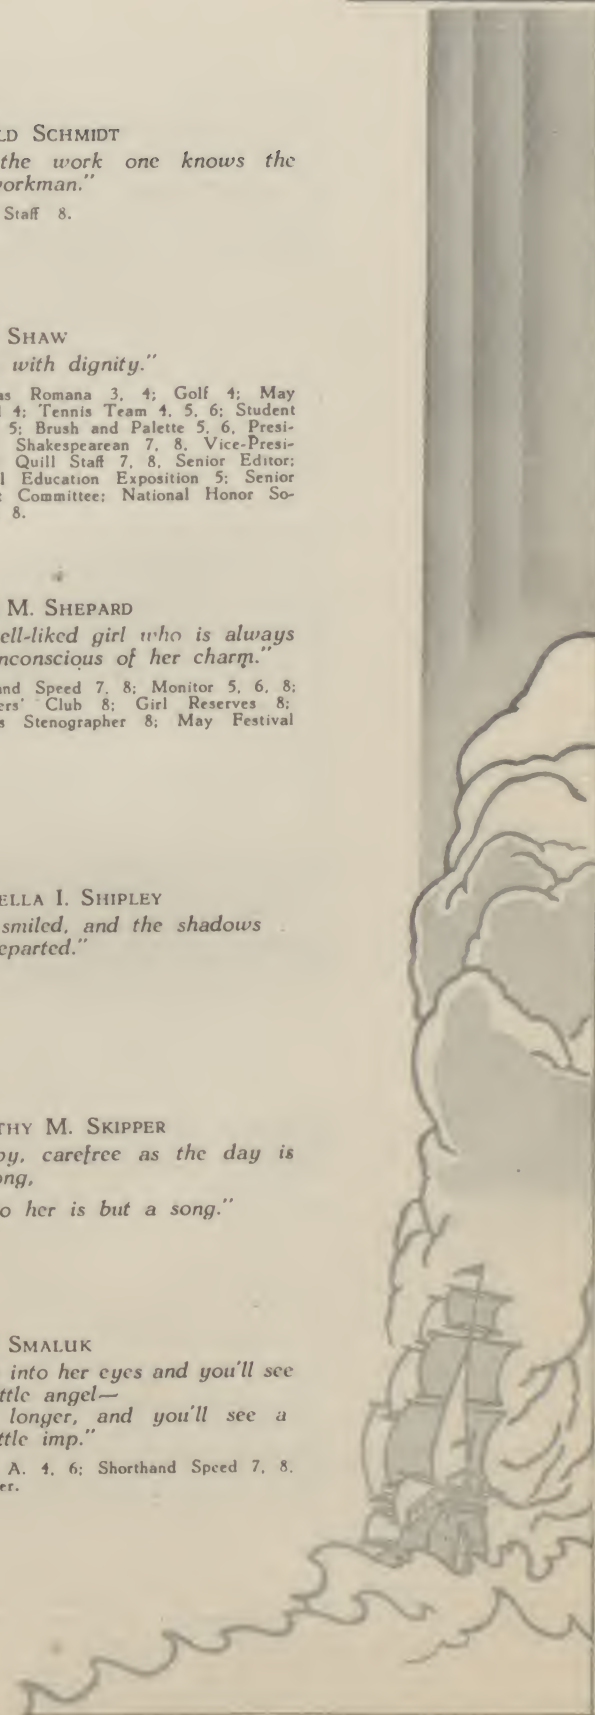 LD SCHMIDT
the work one knows the
workman."
Staff 8.
SHAW
with dignity."
as Romana 3, 4; Golf 4; May
l 4; Tennis Team 4, 5, 6; Student
5; Brush and Palette 5, 6, Presi-
Shakespearean 7, 8, Vice-Presi-
Quill Staff 7, 8, Senior Editor;
l Education Exposition 5; Senior
: Committee; National Honor So-
8.
M. SHEPARD
ell-liked girl who is always
nconscious of her charm."
and Speed 7, 8; Monitor 5, 6, 8;
ers' Club 8; Girl Reserves 8;
s Stenographer 8; May Festival
ELLA I. SHIPLEY
smiled, and the shadows
eparted."
THY M. SKIPPER
py, carefree as the day is
ong,
o her is but a song."
SMALUK
into her eyes and you'll see
ttle angel—
longer, and you'll see a
ttle imp."
A. 4, 6; Shorthand Speed 7, 8.
er.